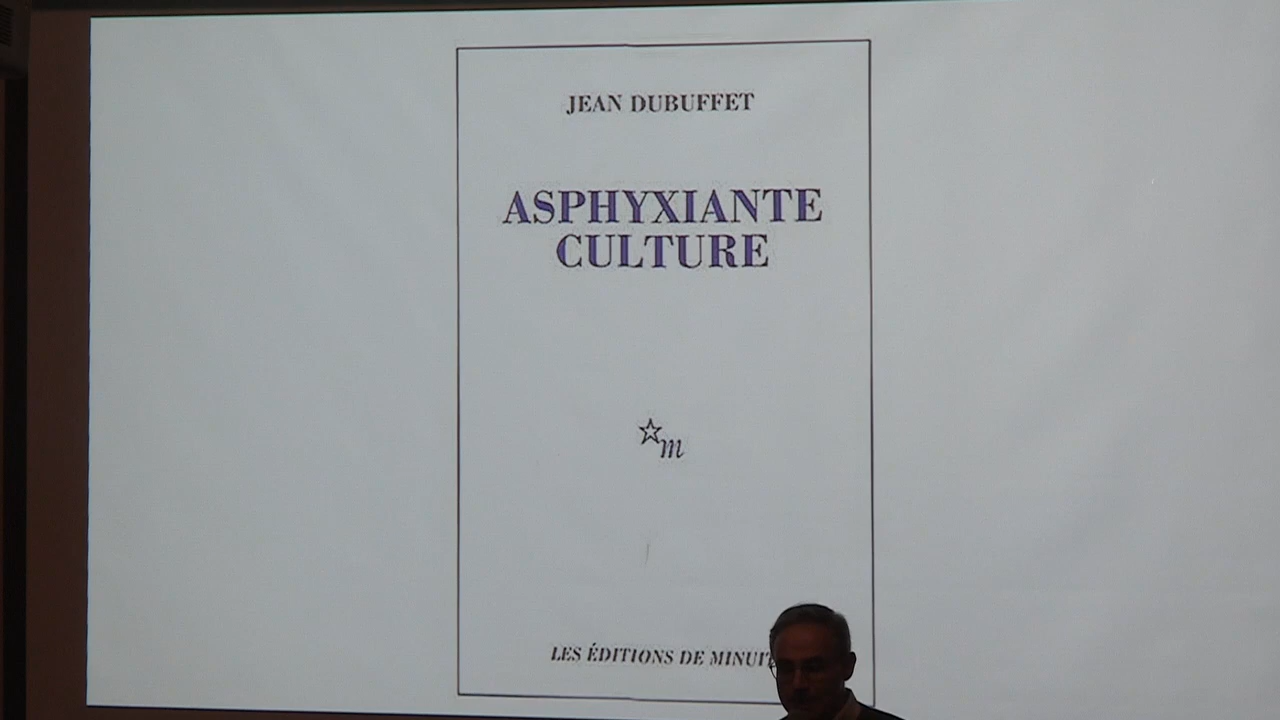 JEAN DUBUFFET
ASPHYXIANTE
CULTURE
m
LES ÉDITIONS DE MINUIT